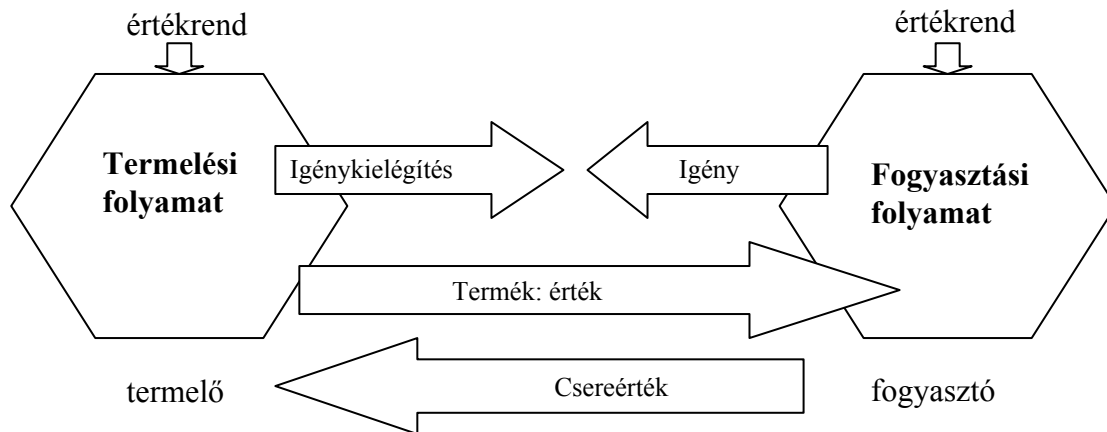 értékrend
értékrend
Termelési
folyamat
Igénykielégítés
Igény
Fogyasztási
folyamat
Termék: érték
termelő
Csereérték
fogyasztó